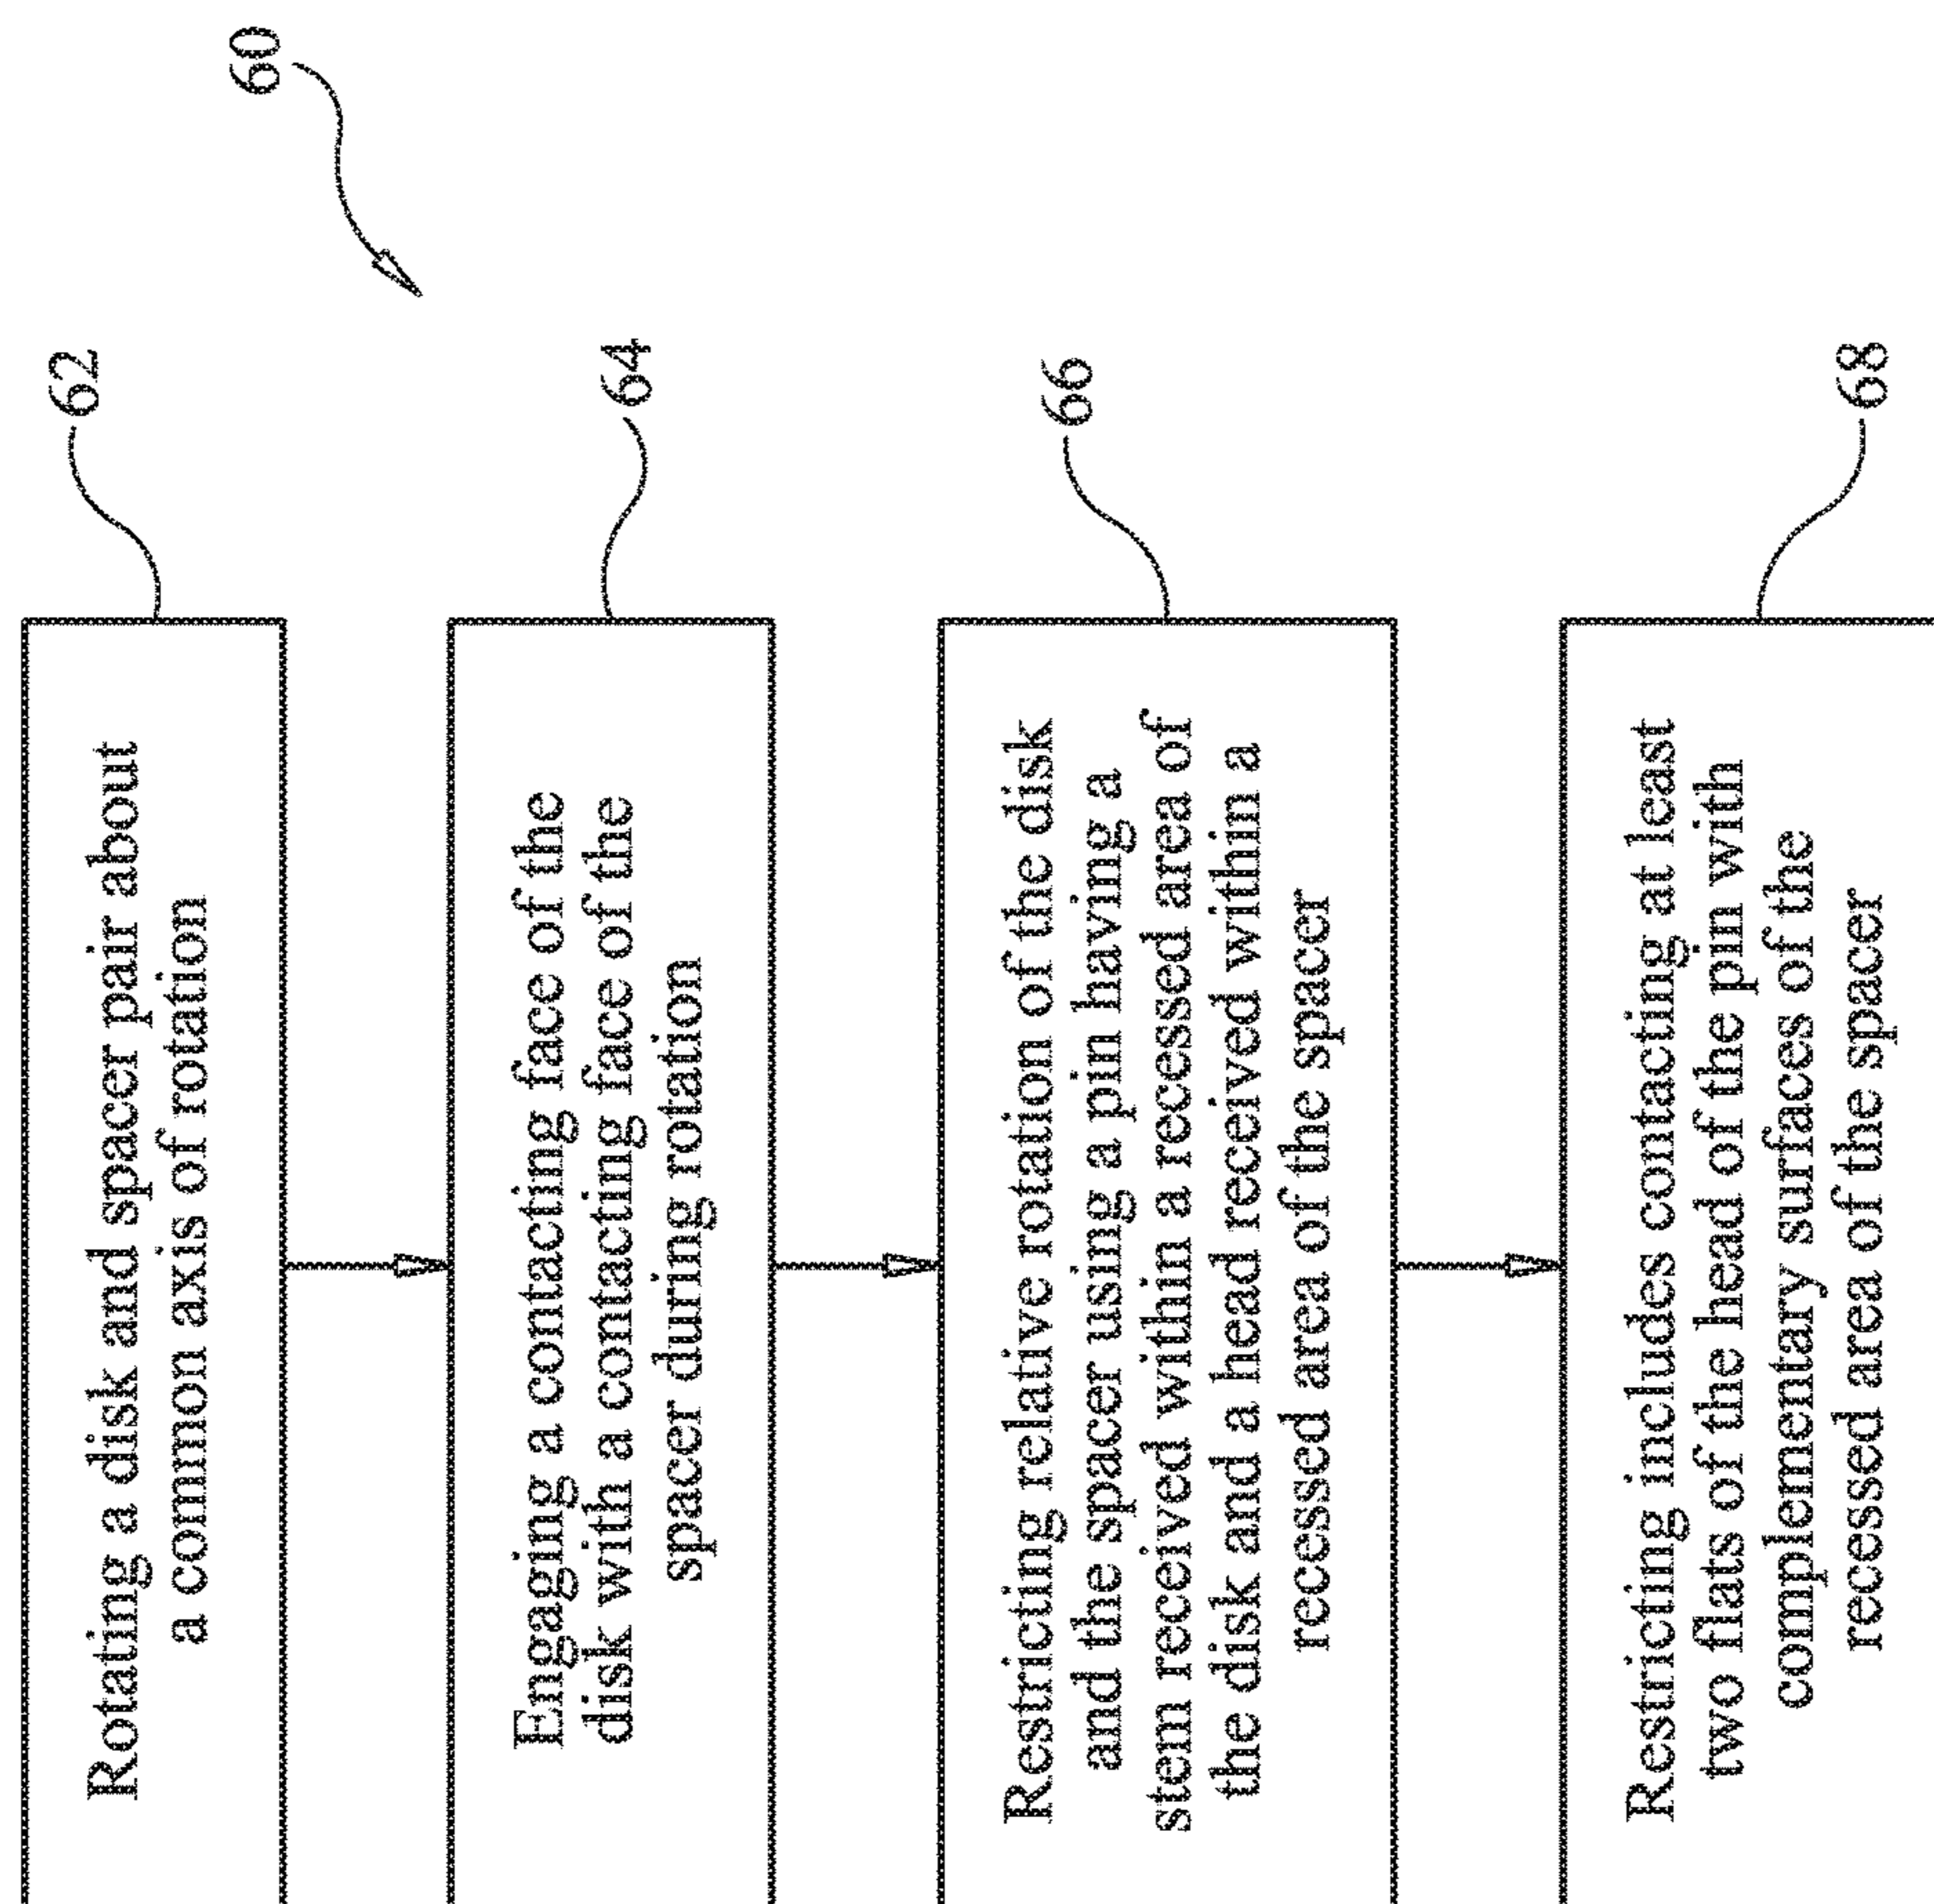 60
62
Rotating a disk and spacer pair about
a common axis of rotation
64
Engaging a contacting face of the
disk with a contacting face of the
spacer during rotation
66
Restricting relative rotation of the disk
and the spacer using a pin having a
stem received within a recessed area of
the disk and a head received within a
recessed area of the spacer
68
Restricting includes contacting at least
two flats of the head of the pin with
complementary surfaces of the
recessed area of the spacer